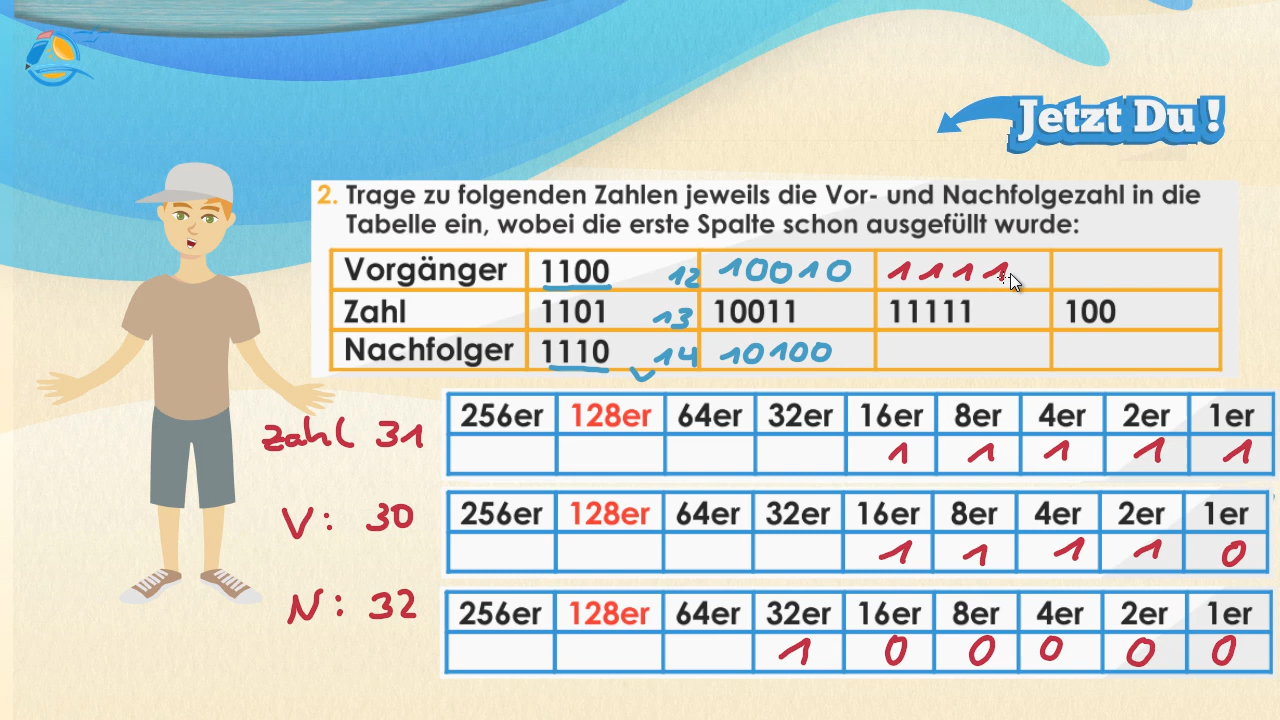 Jetzt Du!
2. Trage zu folgenden Zahlen jeweils die Vor- und Nachfolgezahl in die
Tabelle ein, wobei die erste Spalte schon ausgefüllt wurde:
Vorgänger 1100 12 10010 1111
Zahl 1101 13 10011 11111 100
Nachfolger 1110 14 10100
256er 128er 64er 32er 16er 8er 4er 2er 1er
Zahl 31 1 1 1 1 1
256er 128er 64er 32er 16er 8er 4er 2er 1er
V: 30 1 1 1 1 0
256er 128er 64er 32er 16er 8er 4er 2er 1er
N: 32 1 0 0 0 0 0